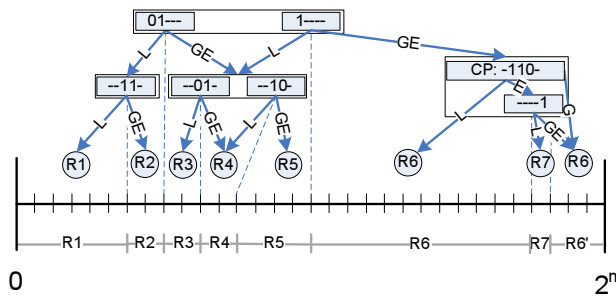 01--- 1----
L GE L GE
CP: -110-
--11- --01- --10-
L E G
----1
L GE L GE L GE L GE
R1 R2 R3 R4 R5 R6 R7 R6
R1 R2 R3 R4 R5 R6 R7 R6'
0 2ⁿ